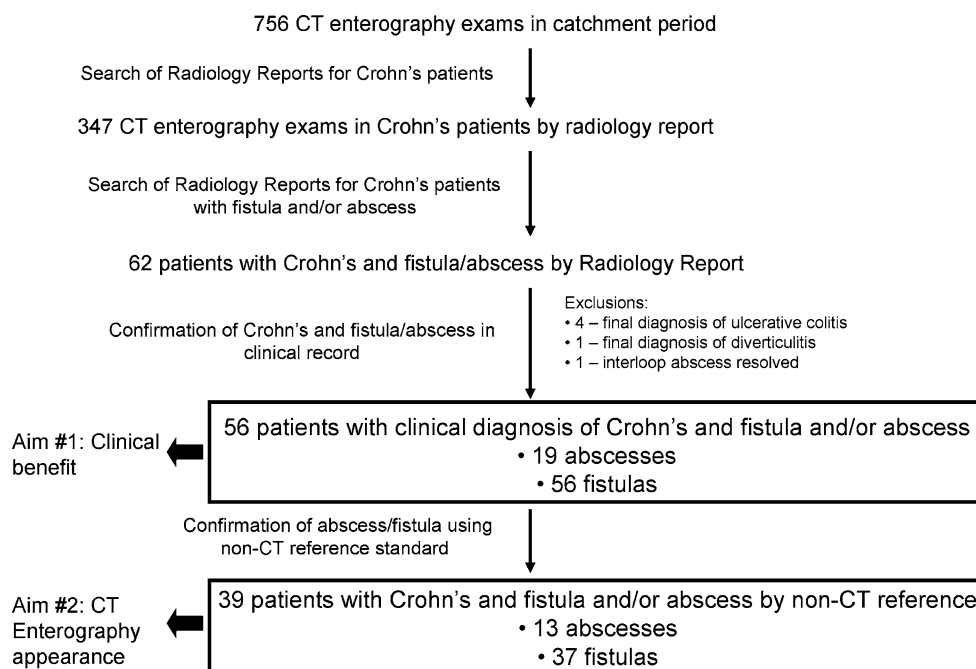 756 CT enterography exams in catchment period
Search of Radiology Reports for Crohn's patients
347 CT enterography exams in Crohn's patients by radiology report
Search of Radiology Reports for Crohn's patients
with fistula and/or abscess
62 patients with Crohn's and fistula/abscess by Radiology Report
Confirmation of Crohn's and fistula/abscess in
clinical record
Exclusions:
• 4 – final diagnosis of ulcerative colitis
• 1 – final diagnosis of diverticulitis
• 1 – interloop abscess resolved
Aim #1: Clinical
benefit
56 patients with clinical diagnosis of Crohn's and fistula and/or abscess
• 19 abscesses
• 56 fistulas
Confirmation of abscess/fistula using
non-CT reference standard
Aim #2: CT
Enterography
appearance
39 patients with Crohn's and fistula and/or abscess by non-CT reference
• 13 abscesses
• 37 fistulas